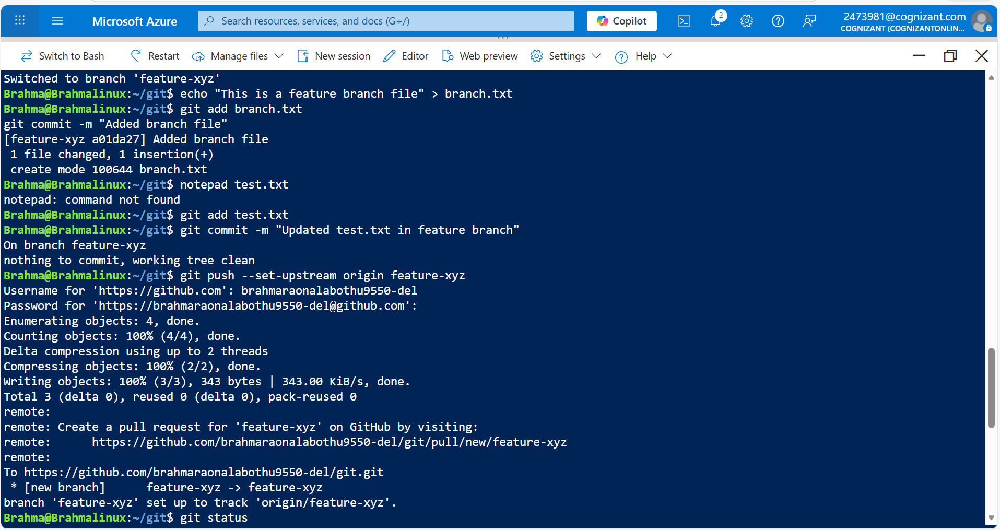 Microsoft Azure
Search resources, services, and docs (G+/)
Copilot
2
2473981@cognizant.com
COGNIZANT (COGNIZANTONLIN...
Switch to Bash
Restart
Manage files
New session
Editor
Web preview
Settings
Help
Switched to branch 'feature-xyz'
Brahma@Brahmalinux:~/git$ echo "This is a feature branch file" > branch.txt
Brahma@Brahmalinux:~/git$ git add branch.txt
git commit -m "Added branch file"
[feature-xyz a01da27] Added branch file
 1 file changed, 1 insertion(+)
 create mode 100644 branch.txt
Brahma@Brahmalinux:~/git$ notepad test.txt
notepad: command not found
Brahma@Brahmalinux:~/git$ git add test.txt
Brahma@Brahmalinux:~/git$ git commit -m "Updated test.txt in feature branch"
On branch feature-xyz
nothing to commit, working tree clean
Brahma@Brahmalinux:~/git$ git push --set-upstream origin feature-xyz
Username for 'https://github.com': brahmaraonalabothu9550-del
Password for 'https://brahmaraonalabothu9550-del@github.com':
Enumerating objects: 4, done.
Counting objects: 100% (4/4), done.
Delta compression using up to 2 threads
Compressing objects: 100% (2/2), done.
Writing objects: 100% (3/3), 343 bytes | 343.00 KiB/s, done.
Total 3 (delta 0), reused 0 (delta 0), pack-reused 0
remote:
remote: Create a pull request for 'feature-xyz' on GitHub by visiting:
remote:      https://github.com/brahmaraonalabothu9550-del/git/pull/new/feature-xyz
remote:
To https://github.com/brahmaraonalabothu9550-del/git.git
 * [new branch]      feature-xyz -> feature-xyz
branch 'feature-xyz' set up to track 'origin/feature-xyz'.
Brahma@Brahmalinux:~/git$ git status